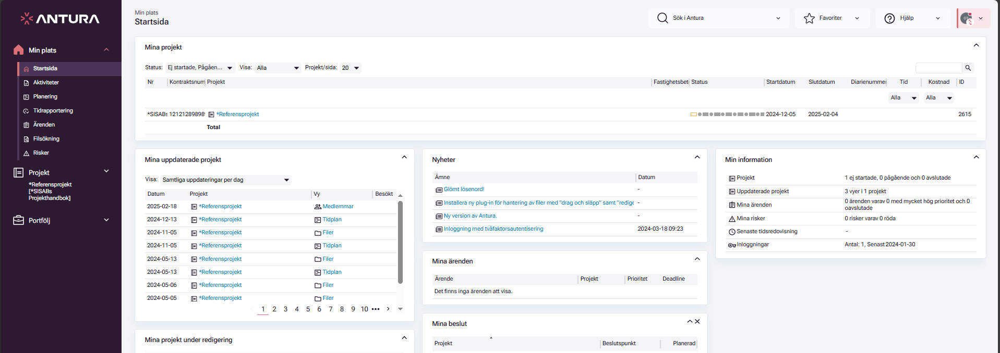 ANTURA
Min plats
Startsida
Aktiviteter
Planering
Tidrapportering
Ärenden
Filsökning
Risker
Projekt
*Referensprojekt
[*SISABs
Projekthandbok]
Portfölj
Min plats
Startsida
Sök i Antura
Favoriter
Hjälp
Mina projekt
Status: Ej startade, Pågåen... Visa: Alla Projekt/sida: 20
Nr Kontraktsnum Projekt Fastighetsbet Status Startdatum Slutdatum Diarienummer Tid Kostnad ID
Alla Alla
*SISABs 12121289898 *Referensprojekt 2024-12-05 2025-02-04 2615
Total
Mina uppdaterade projekt
Visa: Samtliga uppdateringar per dag
Datum Projekt Vy Besökt
2025-02-18 *Referensprojekt Medlemmar
2024-12-13 *Referensprojekt Tidplan
2024-11-05 *Referensprojekt Filer
2024-11-05 *Referensprojekt Tidplan
2024-05-13 *Referensprojekt Filer
2024-05-13 *Referensprojekt Tidplan
2024-05-06 *Referensprojekt Filer
2024-05-05 *Referensprojekt Filer
1 2 3 4 5 6 7 8 9 10 •••
Mina projekt under redigering
Nyheter
Ämne Datum
Glömt lösenord! -
Installera ny plug-in för hantering av filer med "drag och släpp" samt "redige -
Ny version av Antura. -
Inloggning med tvåfaktorsautentisering 2024-03-18 09:23
Mina ärenden
Ärende Projekt Prioritet Deadline
Det finns inga ärenden att visa.
Mina beslut
Projekt Beslutspunkt Planerad
Min information
Projekt 1 ej startade, 0 pågående och 0 avslutade
Uppdaterade projekt 3 vyer i 1 projekt
Mina ärenden 0 ärenden varav 0 med mycket hög prioritet och 0
oavslutade
Mina risker 0 risker varav 0 röda
Senaste tidsredovisning -
Inloggningar Antal: 1, Senast 2024-01-30